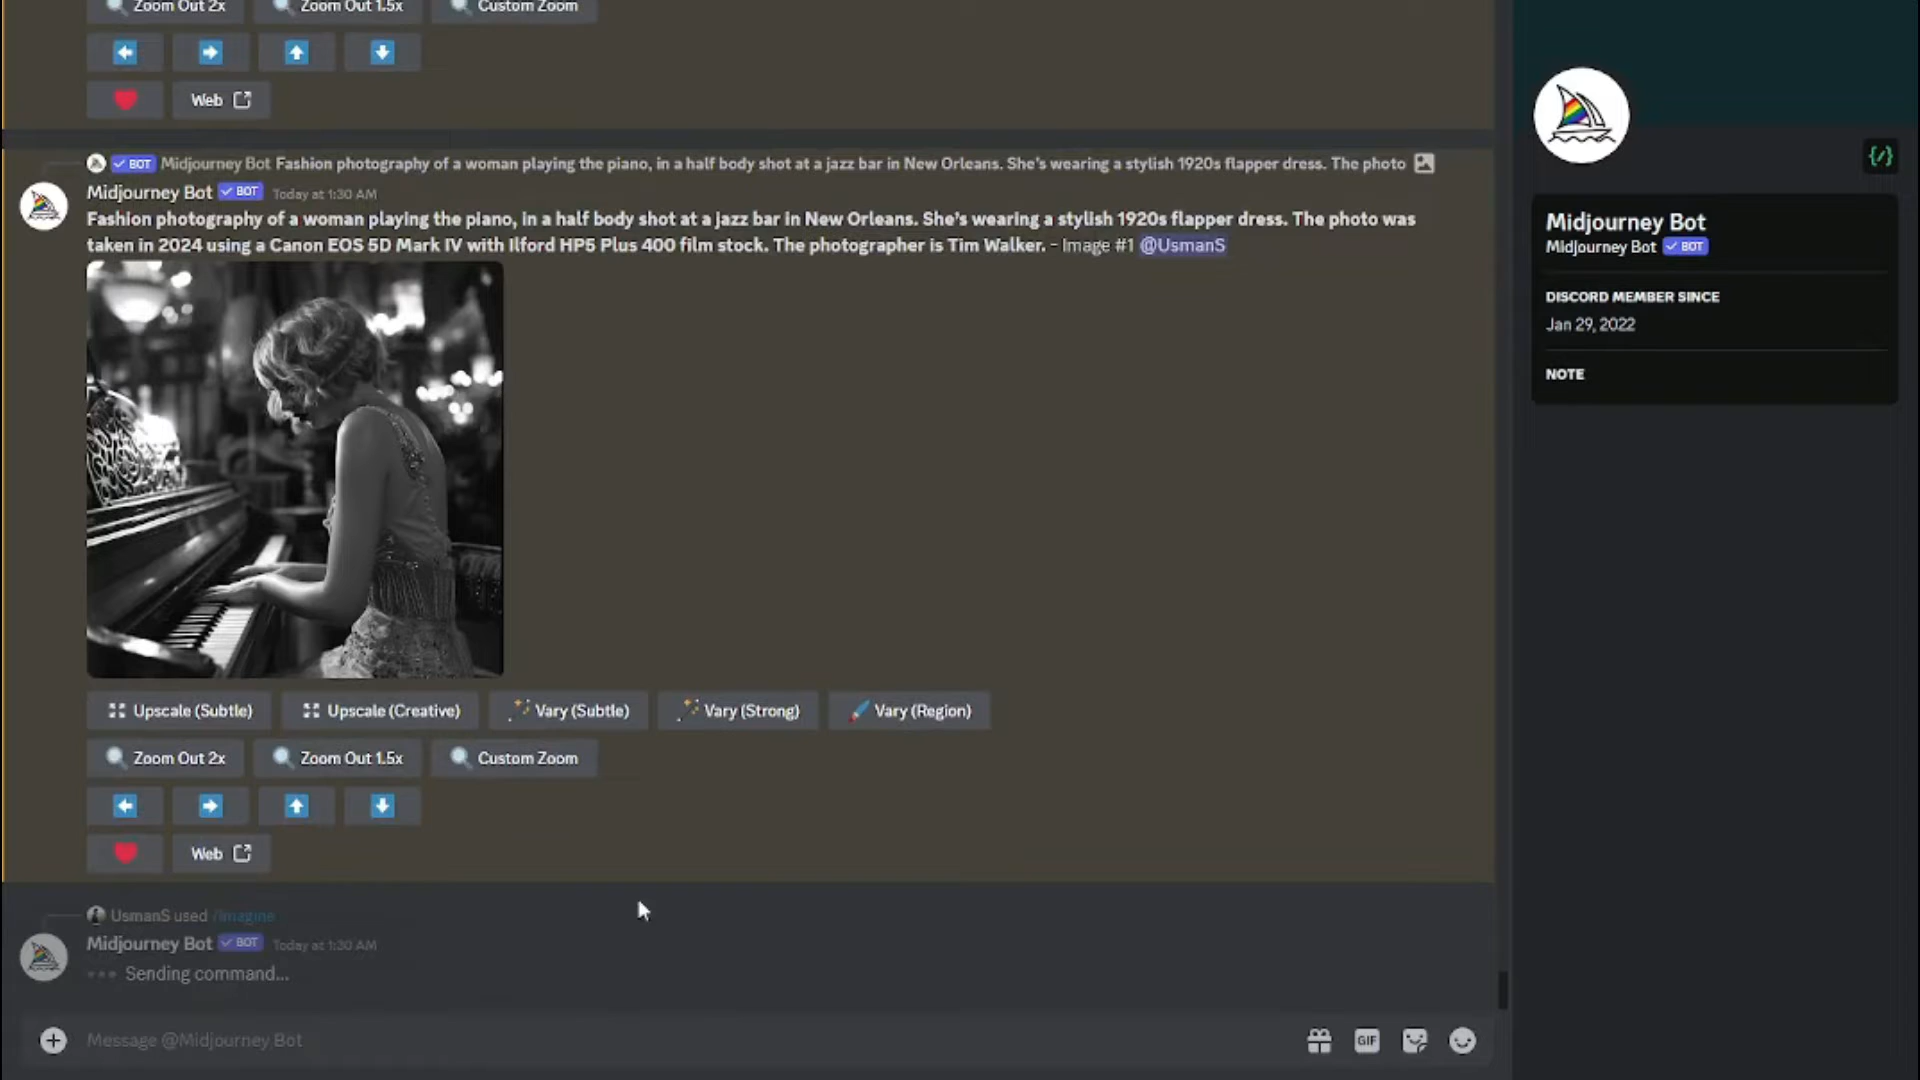 Zoom Out 2x Zoom Out 1.5x Custom Zoom
Web
BOT Midjourney Bot Fashion photography of a woman playing the piano, in a half body shot at a jazz bar in New Orleans. She's wearing a stylish 1920s flapper dress. The photo
Midjourney Bot BOT Today at 1:30 AM
Fashion photography of a woman playing the piano, in a half body shot at a jazz bar in New Orleans. She's wearing a stylish 1920s flapper dress. The photo was
taken in 2024 using a Canon EOS 5D Mark IV with Ilford HP5 Plus 400 film stock. The photographer is Tim Walker. - Image #1 @UsmanS
Upscale (Subtle) Upscale (Creative) Vary (Subtle) Vary (Strong) Vary (Region)
Zoom Out 2x Zoom Out 1.5x Custom Zoom
Web
UsmanS used /imagine
Midjourney Bot BOT Today at 1:30 AM
Sending command...
Message @Midjourney Bot
GIF
Midjourney Bot
Midjourney Bot BOT
DISCORD MEMBER SINCE
Jan 29, 2022
NOTE